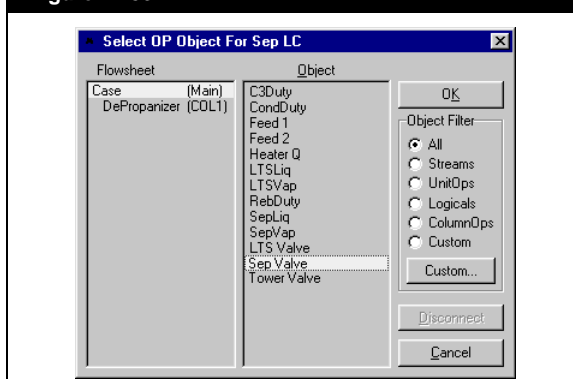 Select OP Object For Sep LC
Flowsheet
Case (Main)
DePropanizer (COL1)
Object
C3Duty
CondDuty
Feed 1
Feed 2
Heater Q
LTSLiq
LTSVap
RebDuty
SepLiq
SepVap
LTS Valve
Sep Valve
Tower Valve
OK
Object Filter
All
Streams
UnitOps
Logicals
ColumnOps
Custom
Custom...
Disconnect
Cancel